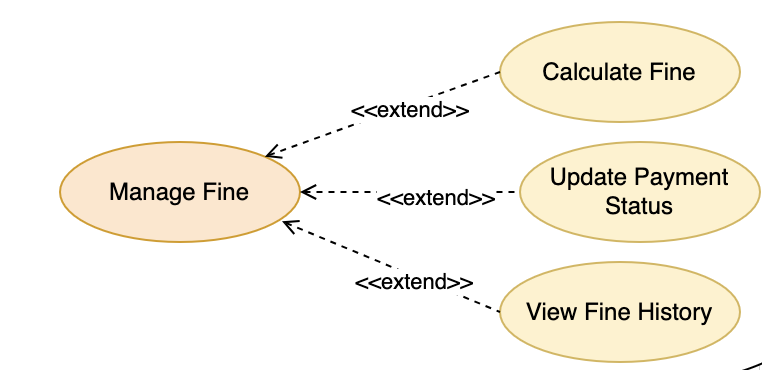 Calculate Fine
<<extend>>
Manage Fine
<<extend>>
Update Payment
Status
<<extend>>
View Fine History